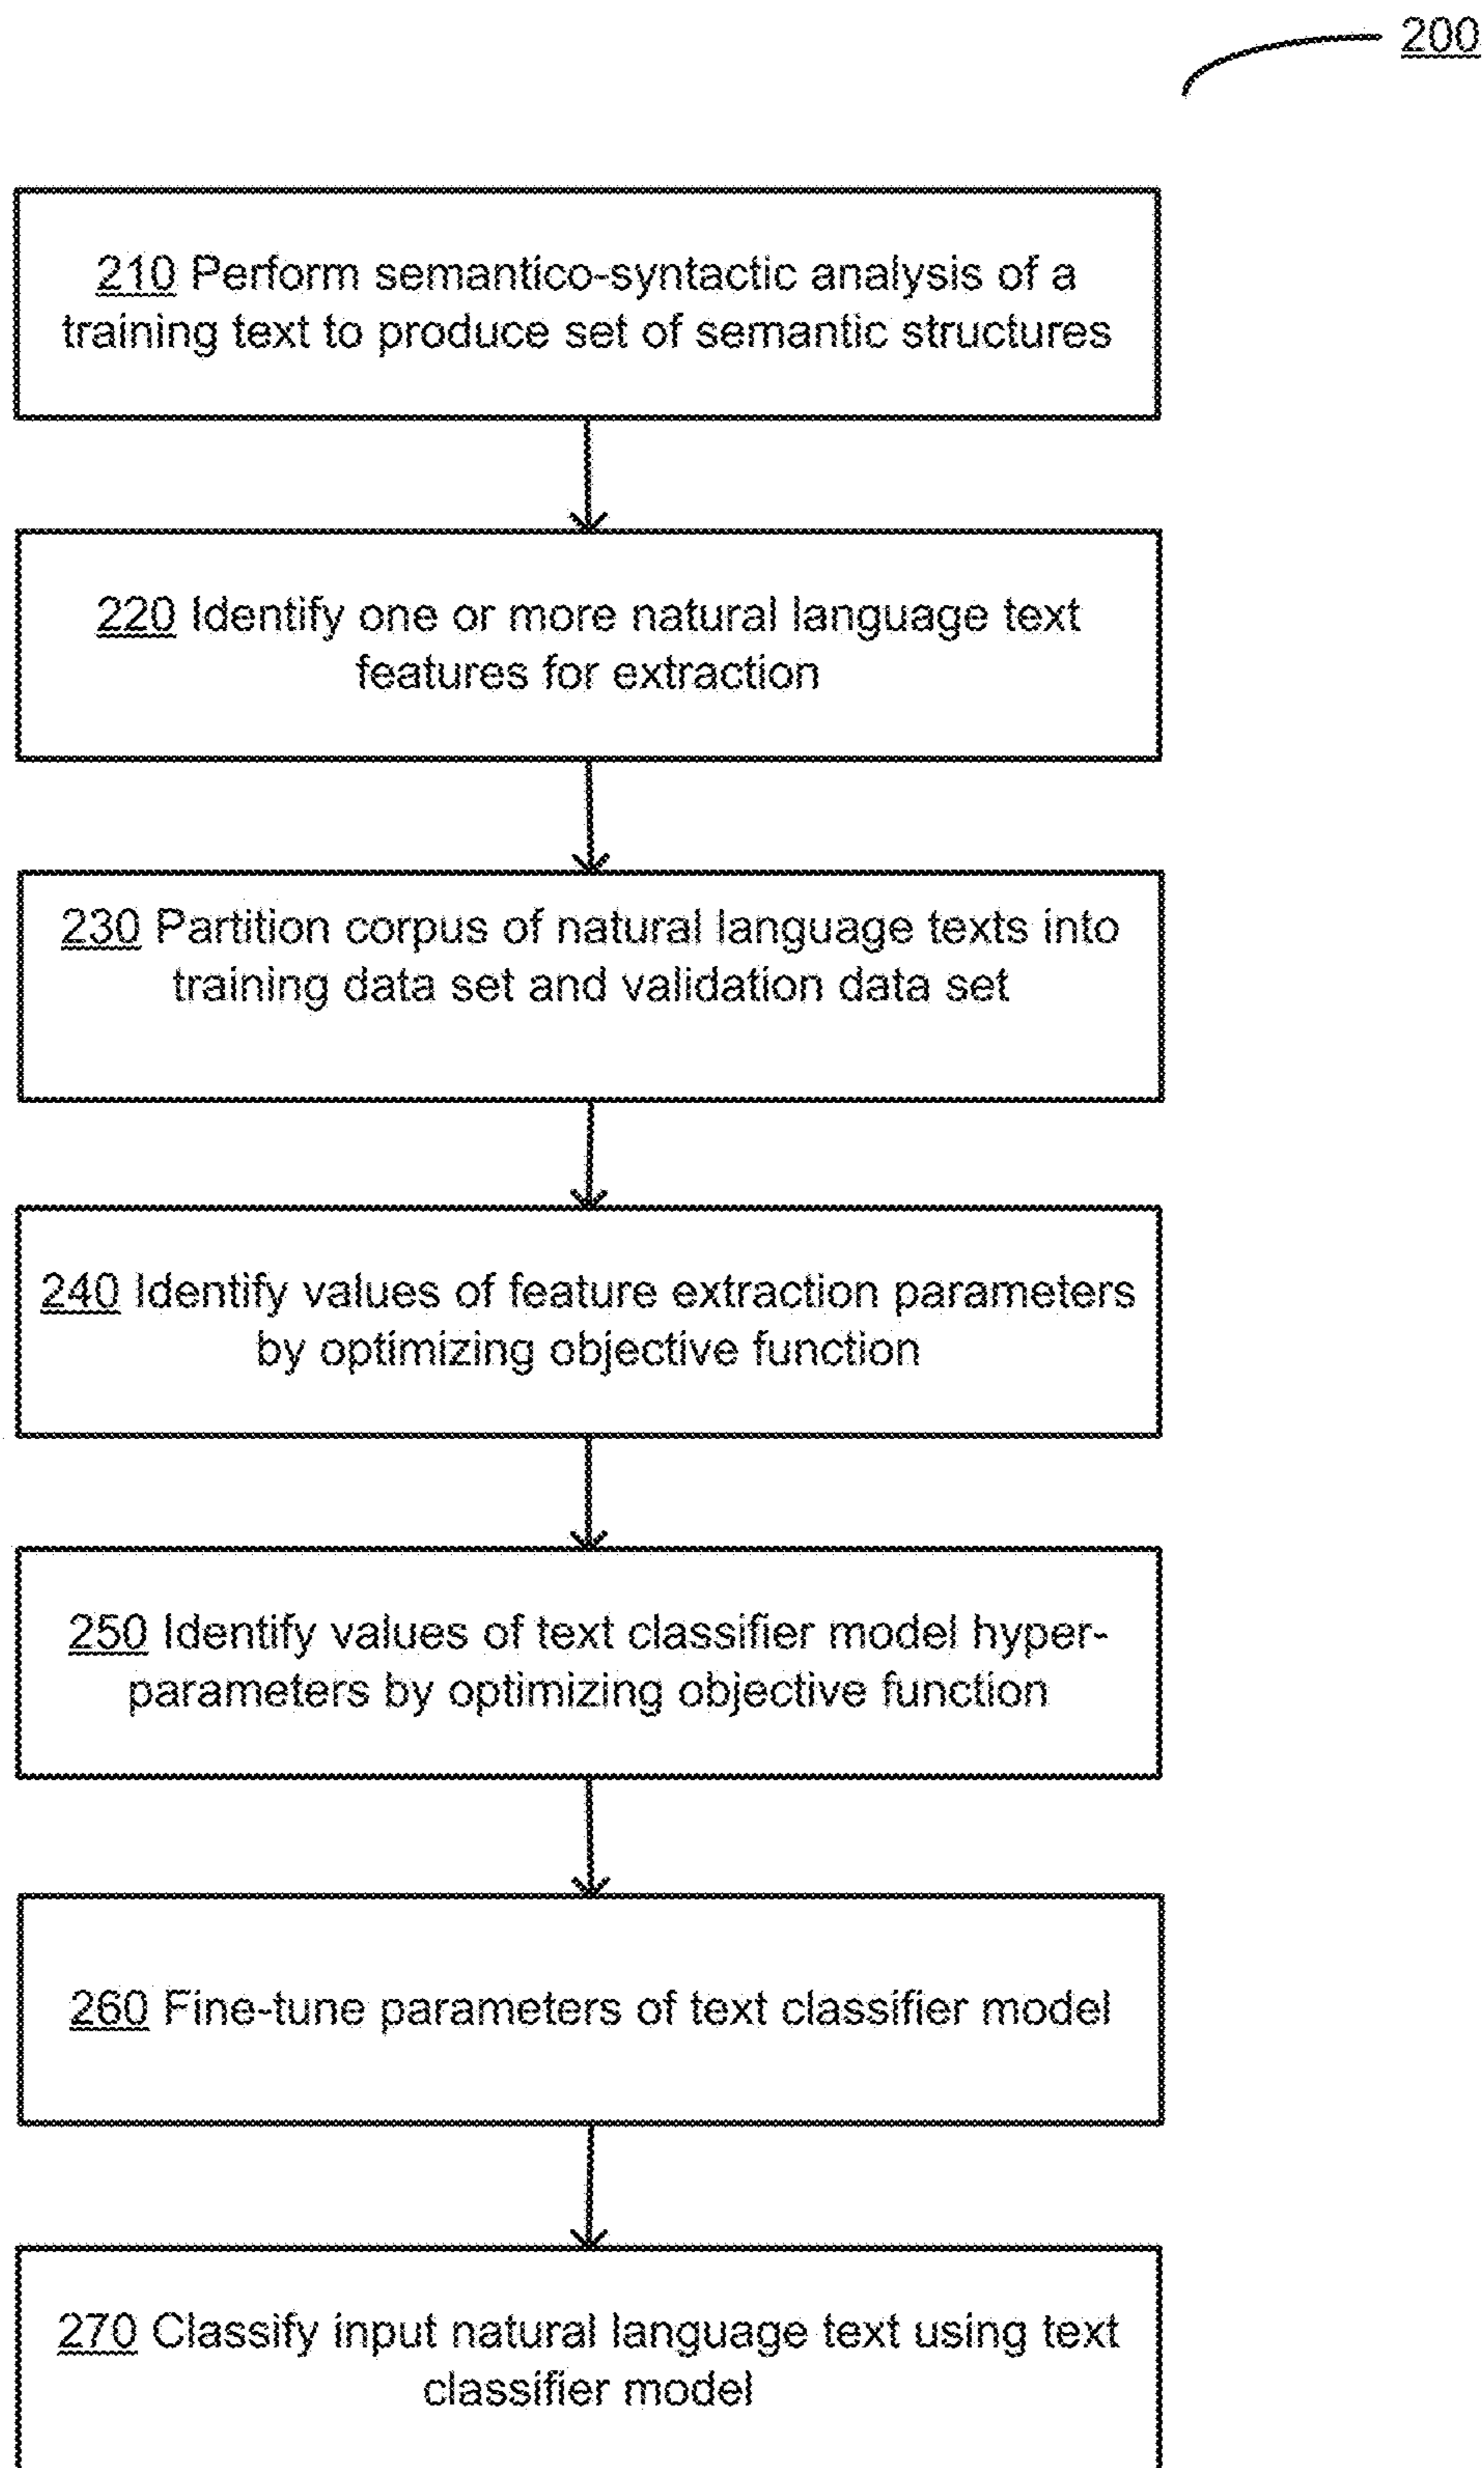 200
210 Perform semantico-syntactic analysis of a
training text to produce set of semantic structures
220 Identify one or more natural language text
features for extraction
230 Partition corpus of natural language texts into
training data set and validation data set
240 Identify values of feature extraction parameters
by optimizing objective function
250 Identify values of text classifier model hyper-
parameters by optimizing objective function
260 Fine-tune parameters of text classifier model
270 Classify input natural language text using text
classifier model